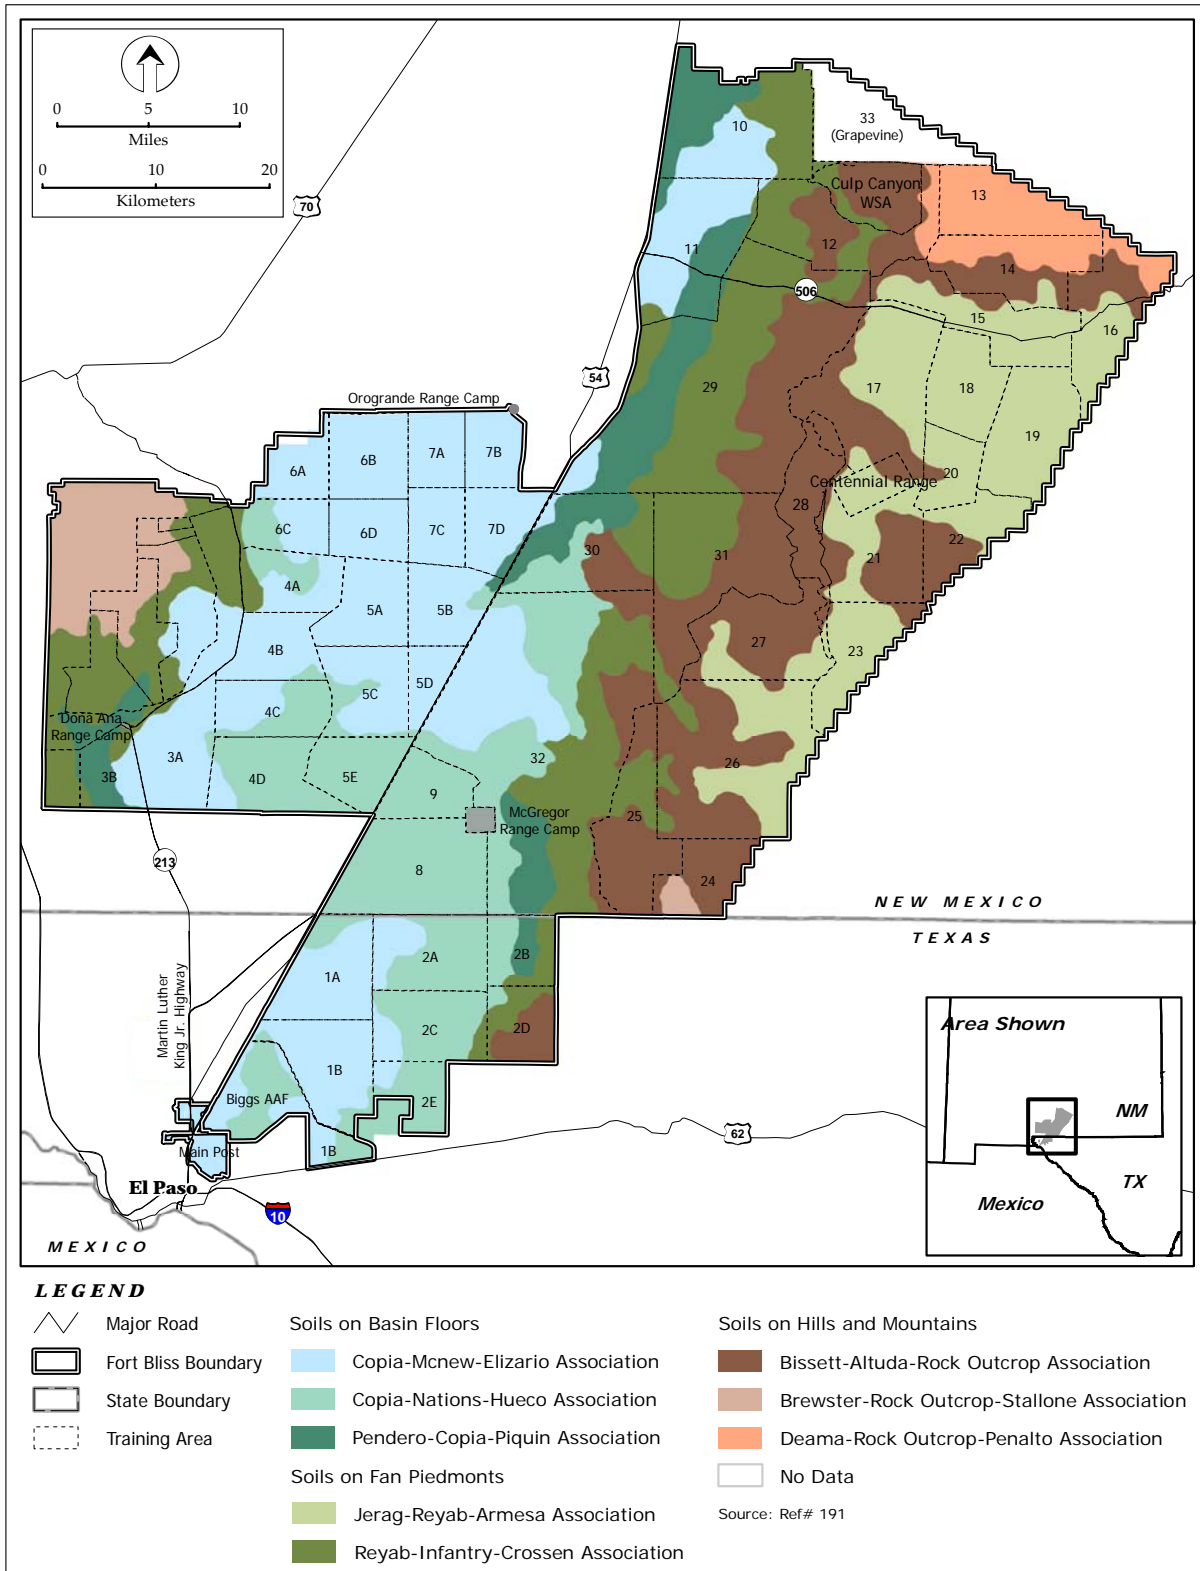 0 5 10
Miles
0 10 20
Kilometers
70
10
33
(Grapevine)
Culp Canyon
WSA
13
12
11
14
506
15
16
54
29
17
18
Orogrande Range Camp
19
6A
6B
7A
7B
20
Centennial Range
28
6C
6D
7C
7D
30
31
22
21
4A
5A
5B
4B
27
23
5D
5C
4C
Dona Ana
Range Camp
3A
32
26
3B
4D
5E
9
McGregor
Range Camp
25
213
8
24
NEW MEXICO
TEXAS
2A
2B
1A
Martin Luther
King Jr. Highway
2C
2D
Area Shown
1B
Biggs AAF
2E
NM
62
Main Post
1B
TX
El Paso
Mexico
10
MEXICO
LEGEND
Major Road
Fort Bliss Boundary
State Boundary
Training Area
Soils on Basin Floors
Copia-Mcnew-Elizario Association
Copia-Nations-Hueco Association
Pendero-Copia-Piquin Association
Soils on Fan Piedmonts
Jerag-Reyab-Armesa Association
Reyab-Infantry-Crossen Association
Soils on Hills and Mountains
Bissett-Altuda-Rock Outcrop Association
Brewster-Rock Outcrop-Stallone Association
Deama-Rock Outcrop-Penalto Association
No Data
Source: Ref# 191